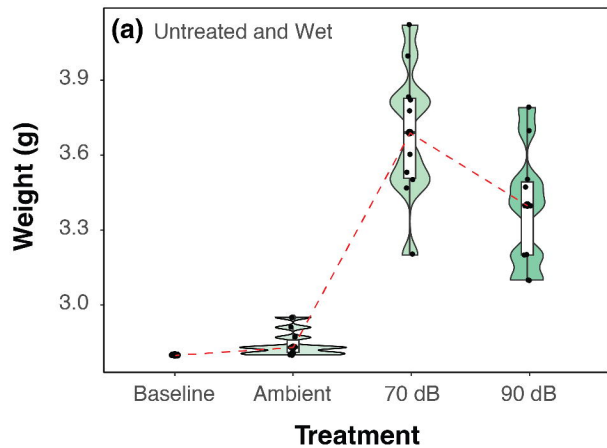 (a) Untreated and Wet
3.9
3.6
3.3
3.0
Weight (g)
Baseline Ambient 70 dB 90 dB
Treatment